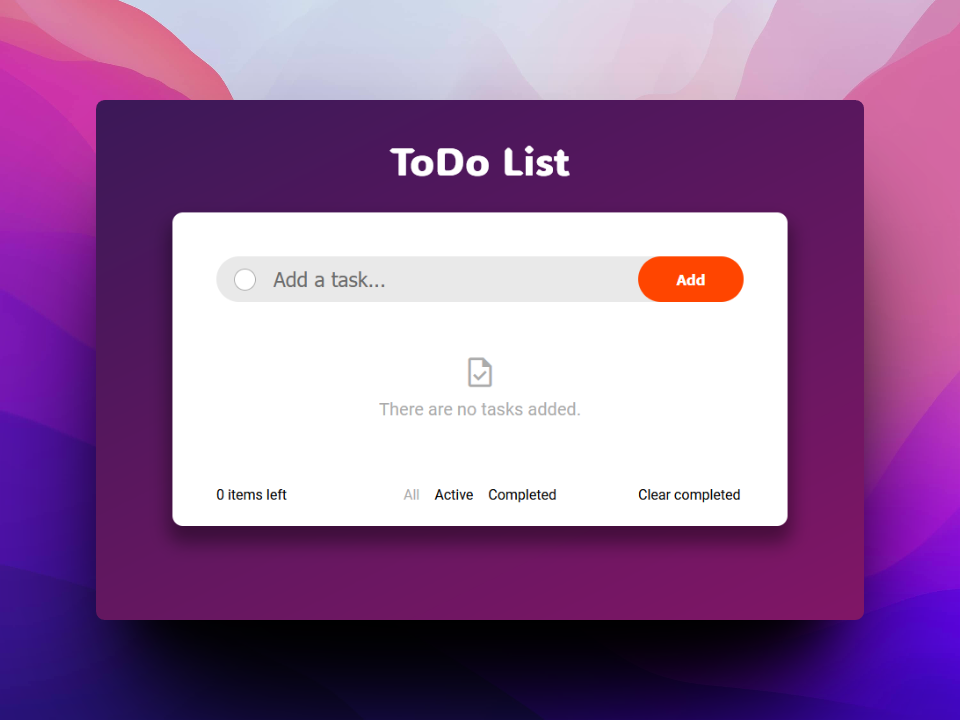 ToDo List
Add a task...
Add
There are no tasks added.
0 items left
All Active Completed
Clear completed